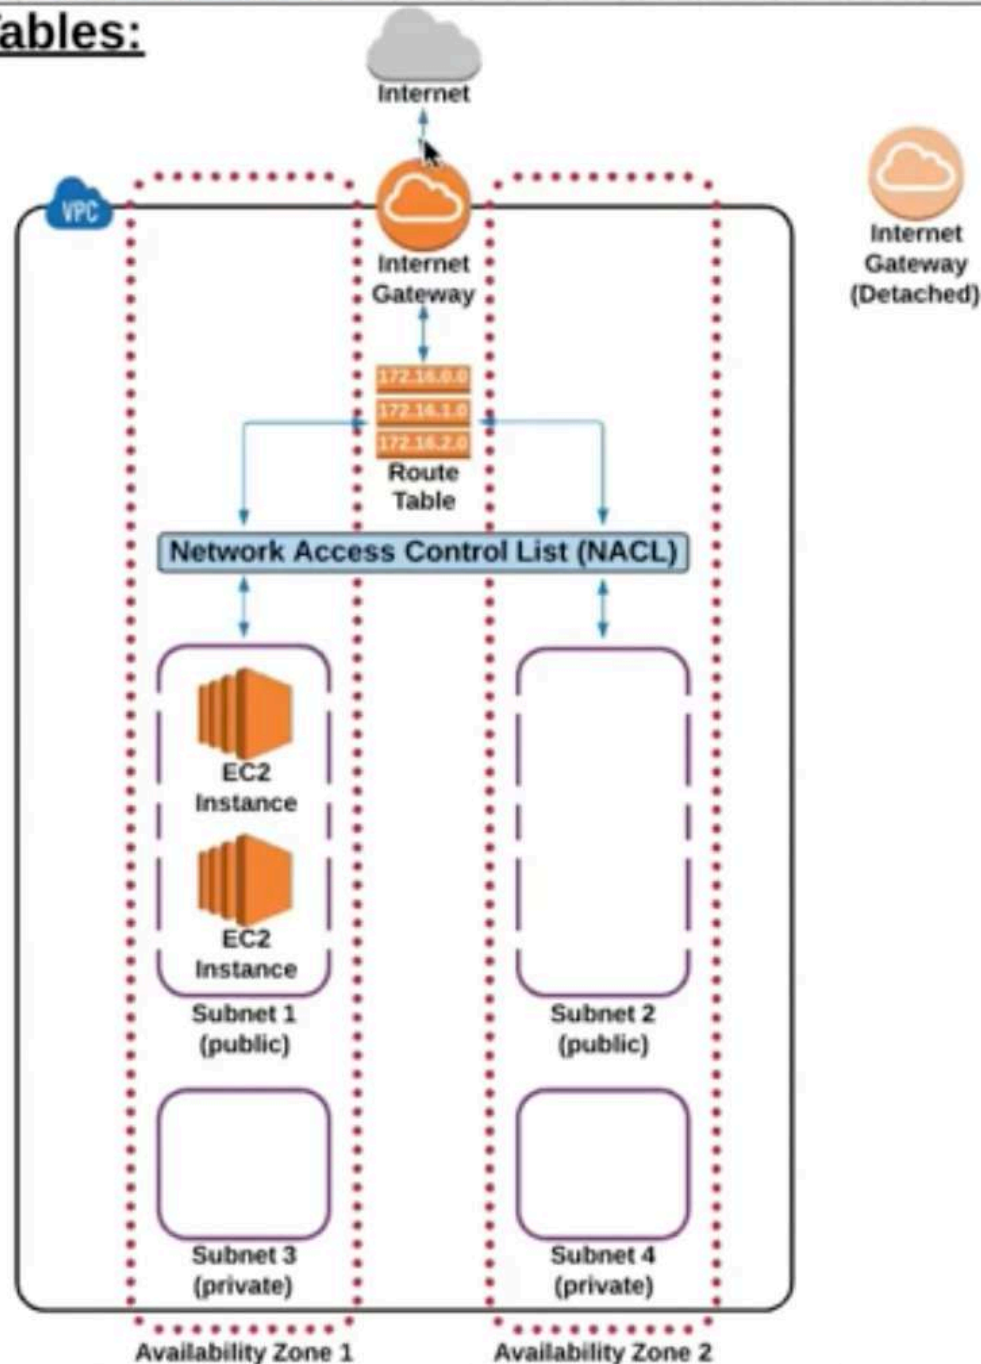 ables:
Internet
VPC
Internet
Gateway
Internet
Gateway
(Detached)
172.16.0.0
172.16.1.0
172.16.2.0
Route
Table
Network Access Control List (NACL)
EC2
Instance
EC2
Instance
Subnet 1
(public)
Subnet 2
(public)
Subnet 3
(private)
Subnet 4
(private)
Availability Zone 1
Availability Zone 2